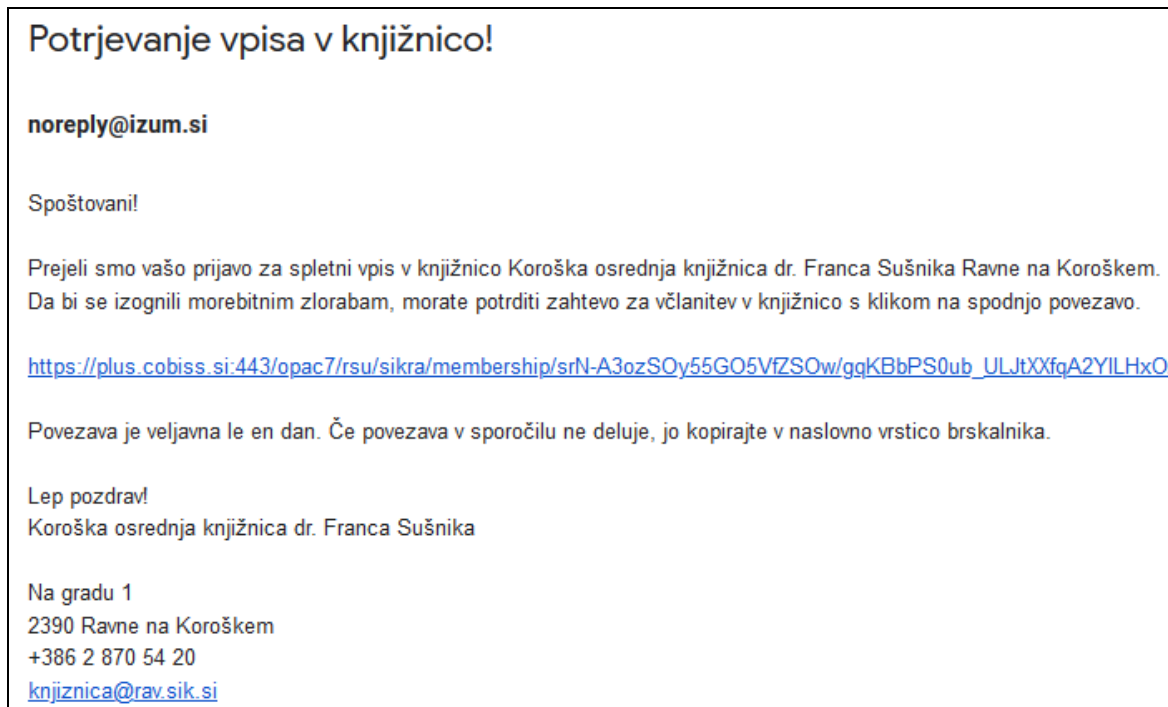 Potrjevanje vpisa v knjižnico!
noreply@izum.si
Spoštovani!
Prejeli smo vašo prijavo za spletni vpis v knjižnico Koroška osrednja knjižnica dr. Franca Sušnika Ravne na Koroškem.
Da bi se izognili morebitnim zlorabam, morate potrditi zahtevo za včlanitev v knjižnico s klikom na spodnjo povezavo.
https://plus.cobiss.si:443/opac7/rsu/sikra/membership/srN-A3ozSOy55GO5VfZSOw/gqKBbPS0ub_ULJtXXfqA2YILHxO
Povezava je veljavna le en dan. Če povezava v sporočilu ne deluje, jo kopirajte v naslovno vrstico brskalnika.
Lep pozdrav!
Koroška osrednja knjižnica dr. Franca Sušnika
Na gradu 1
2390 Ravne na Koroškem
+386 2 870 54 20
knjiznica@rav.sik.si